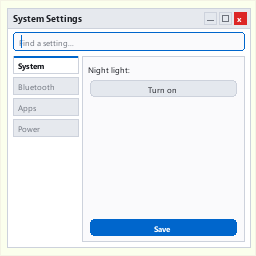 System Settings
x
Find a setting...
System
Bluetooth
Apps
Power
Night light:
Turn on
Save